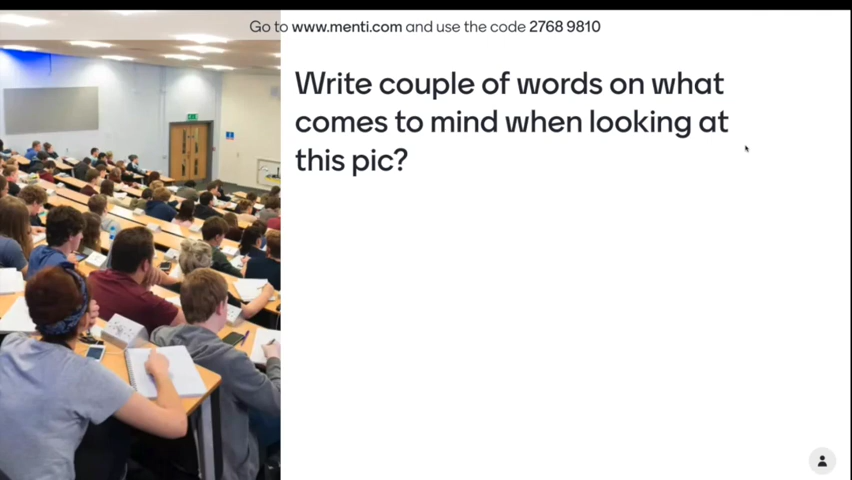 Go to www.menti.com and use the code 2768 9810
Write couple of words on what
comes to mind when looking at
this pic?